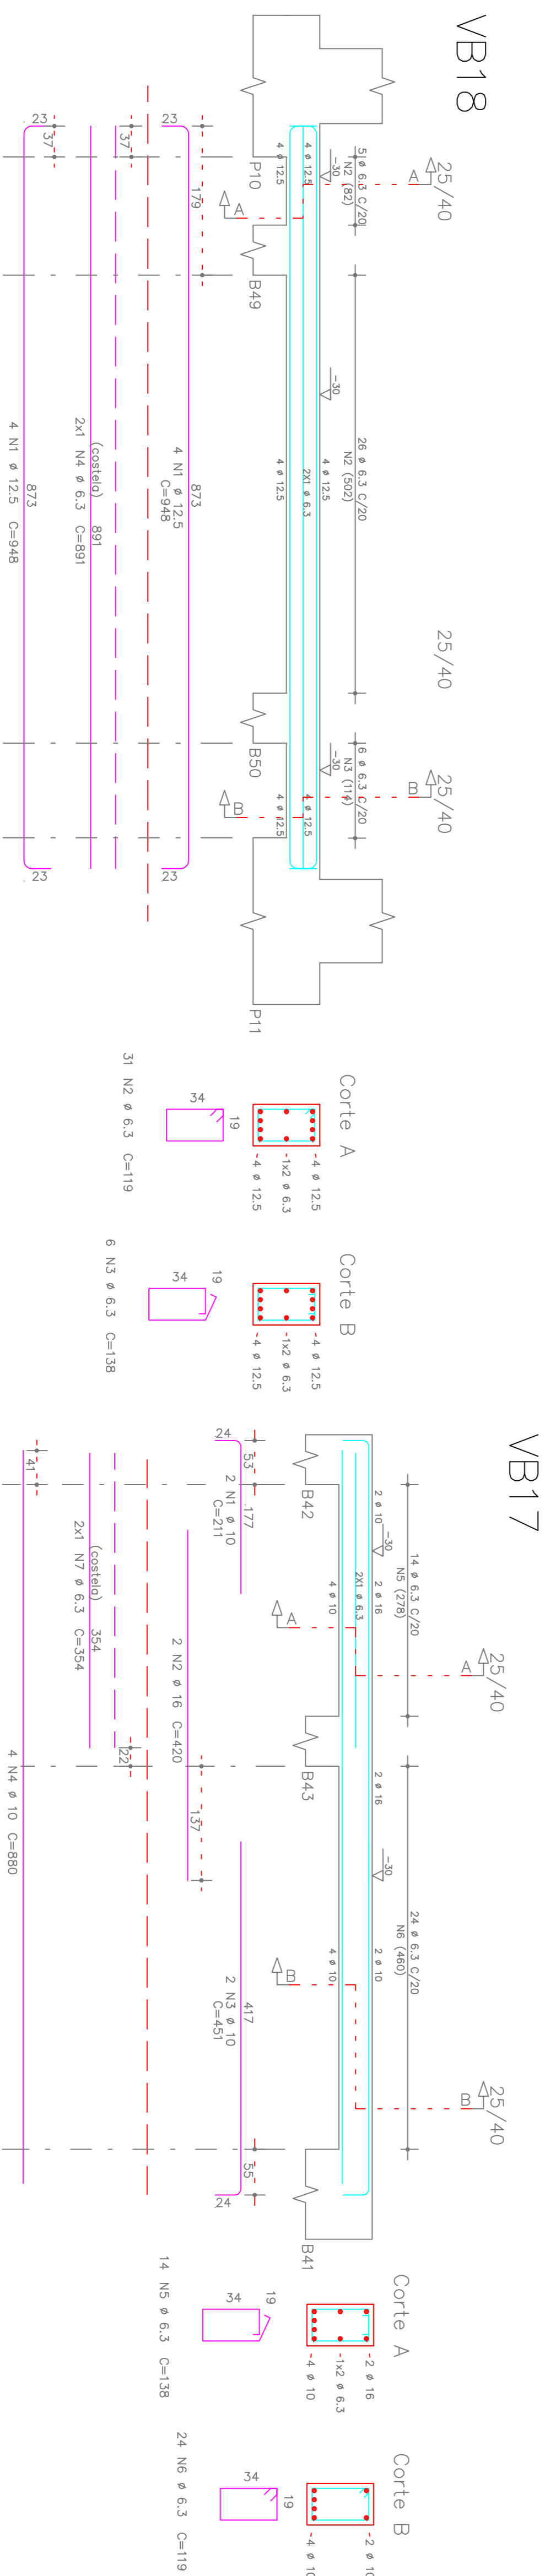 VB18
25/40
25/40
25/40
A
B
5 ø 6.3 C/20
N2 (82)
26 ø 6.3 C/20
N2 (502)
6 ø 6.3 C/20
N3 (114)
-30
-30
-30
4 ø 12.5
4 ø 12.5
4 ø 12.5
2X1 ø 6.3
4 ø 12.5
4 ø 12.5
4 ø 12.5
A
B
P10
B49
B50
P11
179
23
873
23
4 N1 ø 12.5
C=948
37
(costela) 891
2x1 N4 ø 6.3 C=891
37
23
873
23
4 N1 ø 12.5 C=948
Corte A
4 ø 12.5
1x2 ø 6.3
4 ø 12.5
19
34
31 N2 ø 6.3 C=119
Corte B
4 ø 12.5
1x2 ø 6.3
4 ø 12.5
19
34
6 N3 ø 6.3 C=138
VB17
25/40
25/40
A
B
14 ø 6.3 C/20
N5 (278)
24 ø 6.3 C/20
N6 (460)
-30
-30
2 ø 10
2 ø 16
2 ø 16
2 ø 10
2X1 ø 6.3
4 ø 10
4 ø 10
A
B
B42
B43
B41
53
55
24
177
417
24
2 N1 ø 10
C=211
2 N3 ø 10
C=451
137
2 N2 ø 16 C=420
22
(costela) 354
2x1 N7 ø 6.3 C=354
41
4 N4 ø 10 C=880
Corte A
2 ø 16
1x2 ø 6.3
4 ø 10
19
34
14 N5 ø 6.3 C=138
Corte B
2 ø 10
4 ø 10
19
34
24 N6 ø 6.3 C=119